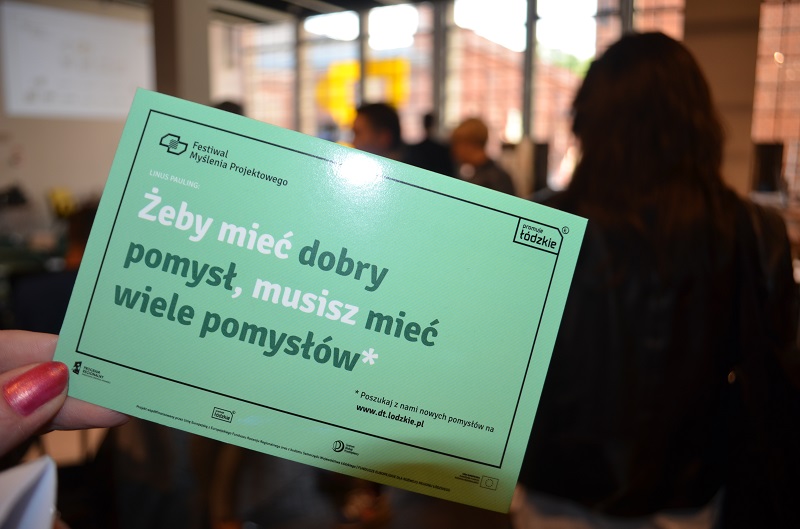 Festiwal
Myślenia Projektowego
LINUS PAULING:
promuje
łódzkie
Żeby mieć dobry
pomysł, musisz mieć
wiele pomysłów*
* Poszukaj z nami nowych pomysłów na
www.dt.lodzkie.pl